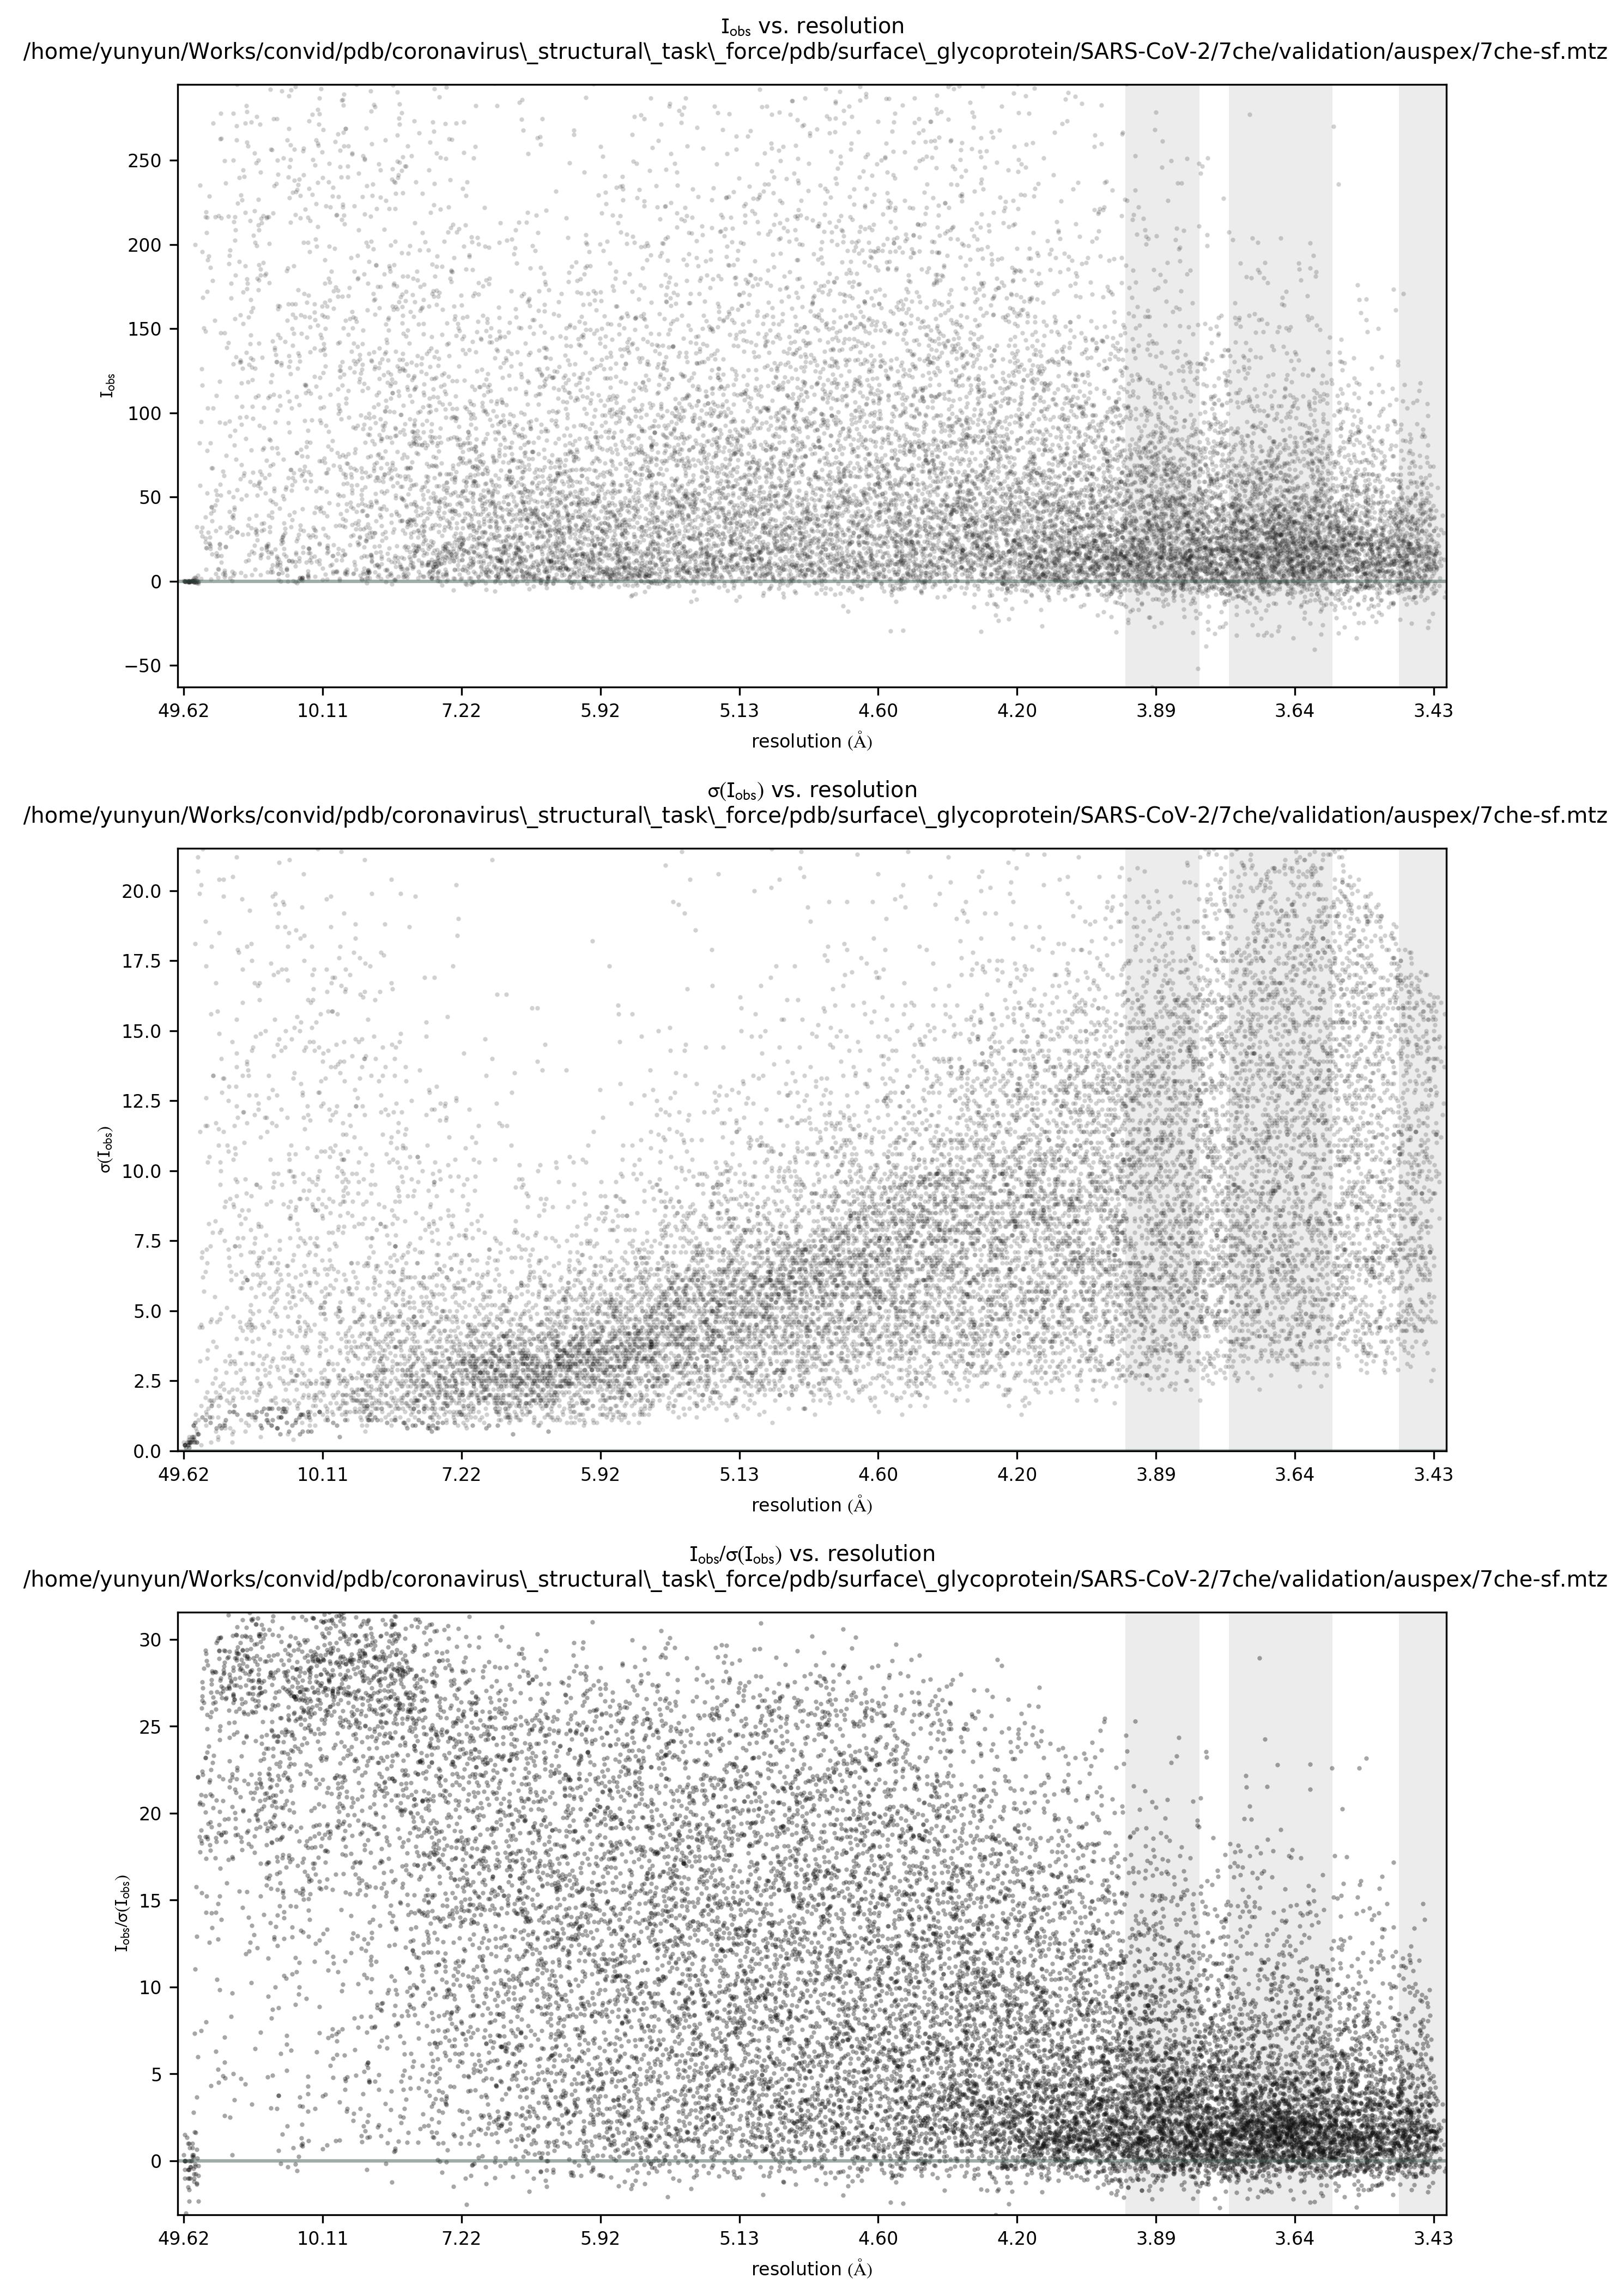 Iobs vs. resolution
/home/yunyun/Works/convid/pdb/coronavirus\_structural\_task\_force/pdb/surface\_glycoprotein/SARS-CoV-2/7che/validation/auspex/7che-sf.mtz
Iobs
250
200
150
100
50
0
−50
49.62 10.11 7.22 5.92 5.13 4.60 4.20 3.89 3.64 3.43
resolution (Å)
σ(Iobs) vs. resolution
/home/yunyun/Works/convid/pdb/coronavirus\_structural\_task\_force/pdb/surface\_glycoprotein/SARS-CoV-2/7che/validation/auspex/7che-sf.mtz
σ(Iobs)
20.0
17.5
15.0
12.5
10.0
7.5
5.0
2.5
0.0
49.62 10.11 7.22 5.92 5.13 4.60 4.20 3.89 3.64 3.43
resolution (Å)
Iobs/σ(Iobs) vs. resolution
/home/yunyun/Works/convid/pdb/coronavirus\_structural\_task\_force/pdb/surface\_glycoprotein/SARS-CoV-2/7che/validation/auspex/7che-sf.mtz
Iobs/σ(Iobs)
30
25
20
15
10
5
0
49.62 10.11 7.22 5.92 5.13 4.60 4.20 3.89 3.64 3.43
resolution (Å)